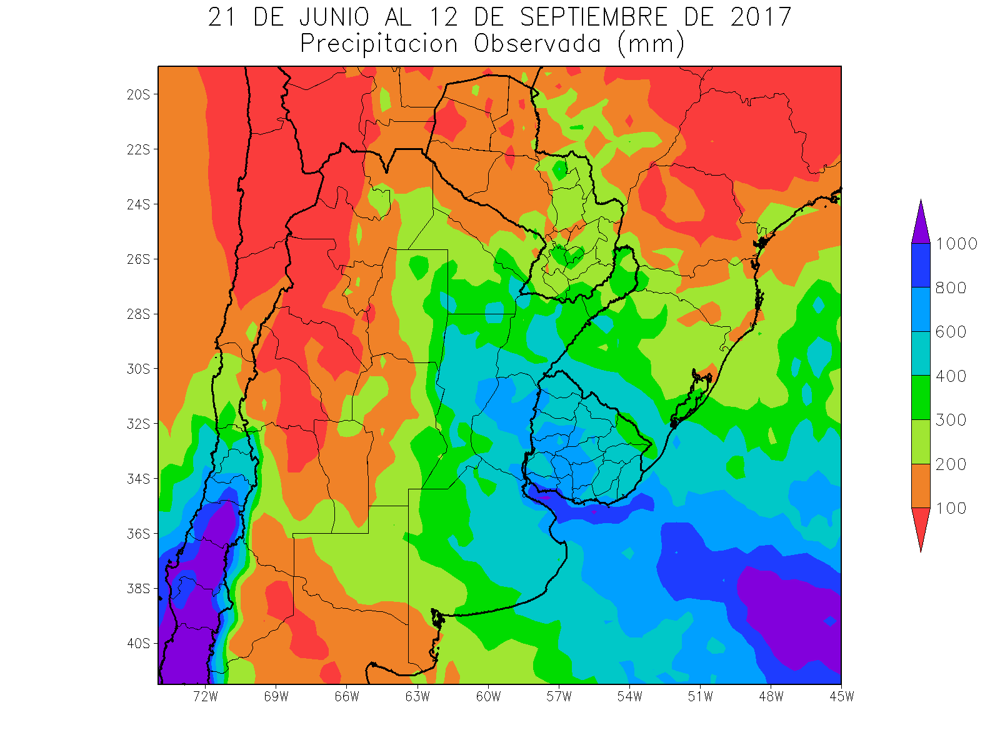 21 DE JUNIO AL 12 DE SEPTIEMBRE DE 2017
Precipitacion Observada (mm)
20S
22S
24S
26S
28S
30S
32S
34S
36S
38S
40S
72W 69W 66W 63W 60W 57W 54W 51W 48W 45W
1000
800
600
400
300
200
100